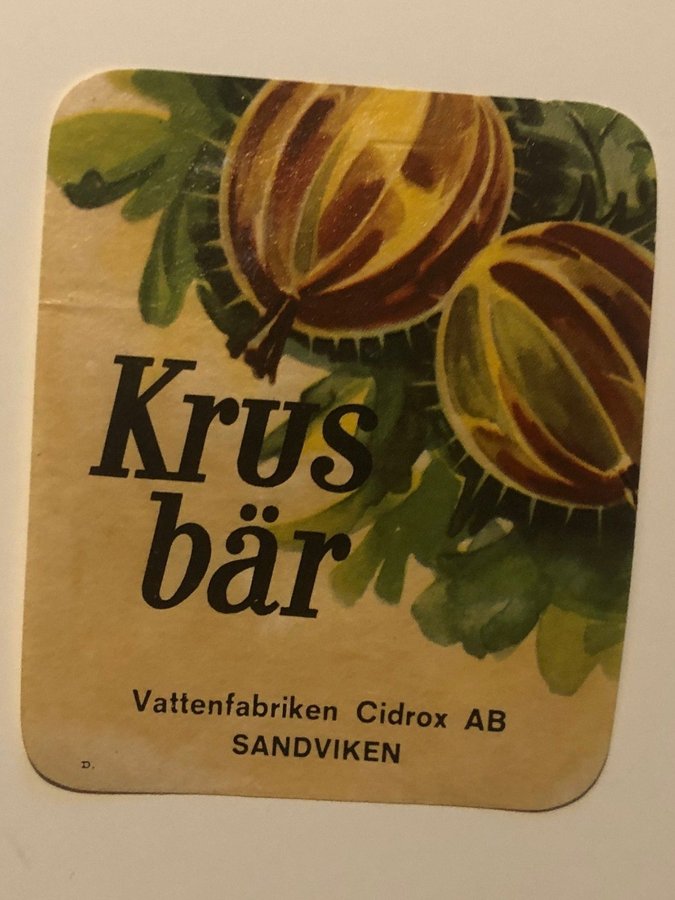 Krus
bär
Vattenfabriken Cidrox AB
SANDVIKEN
D.